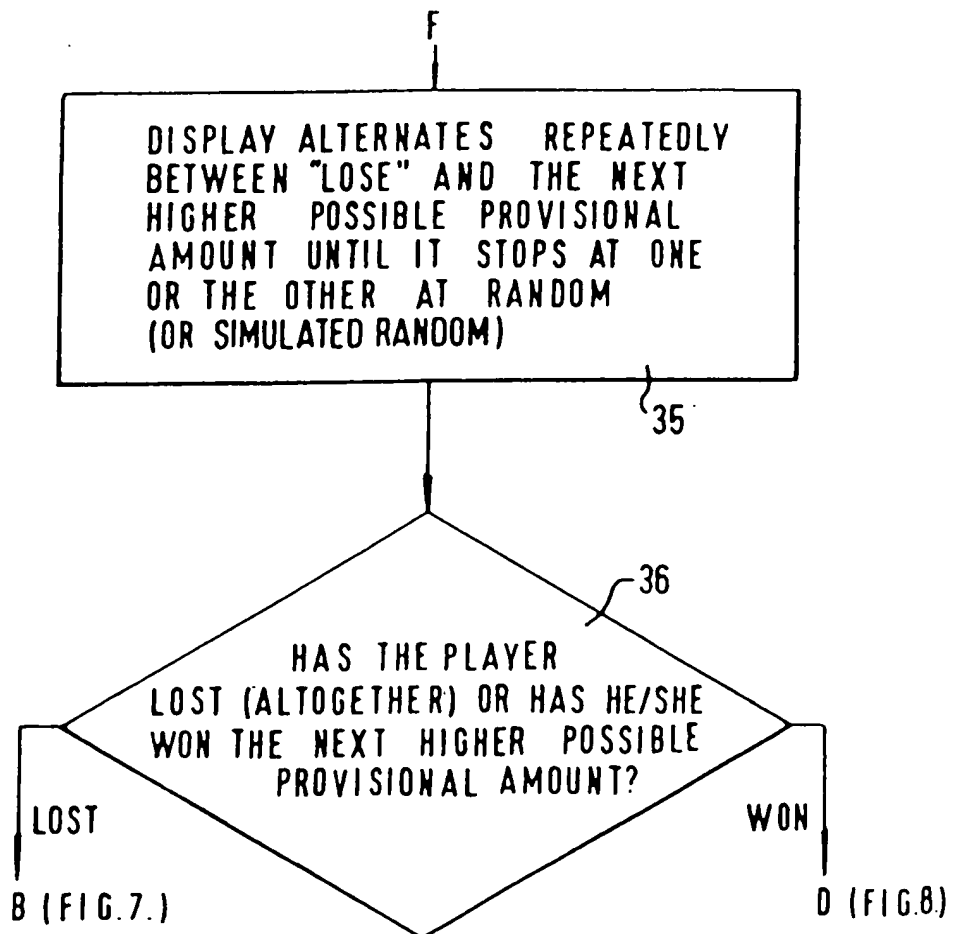 F
DISPLAY ALTERNATES REPEATEDLY
BETWEEN "LOSE" AND THE NEXT
HIGHER POSSIBLE PROVISIONAL
AMOUNT UNTIL IT STOPS AT ONE
OR THE OTHER AT RANDOM
(OR SIMULATED RANDOM)
35
36
HAS THE PLAYER
LOST (ALTOGETHER) OR HAS HE/SHE
WON THE NEXT HIGHER POSSIBLE
PROVISIONAL AMOUNT?
LOST
WON
B (FIG.7.)
D (FIG.8.)